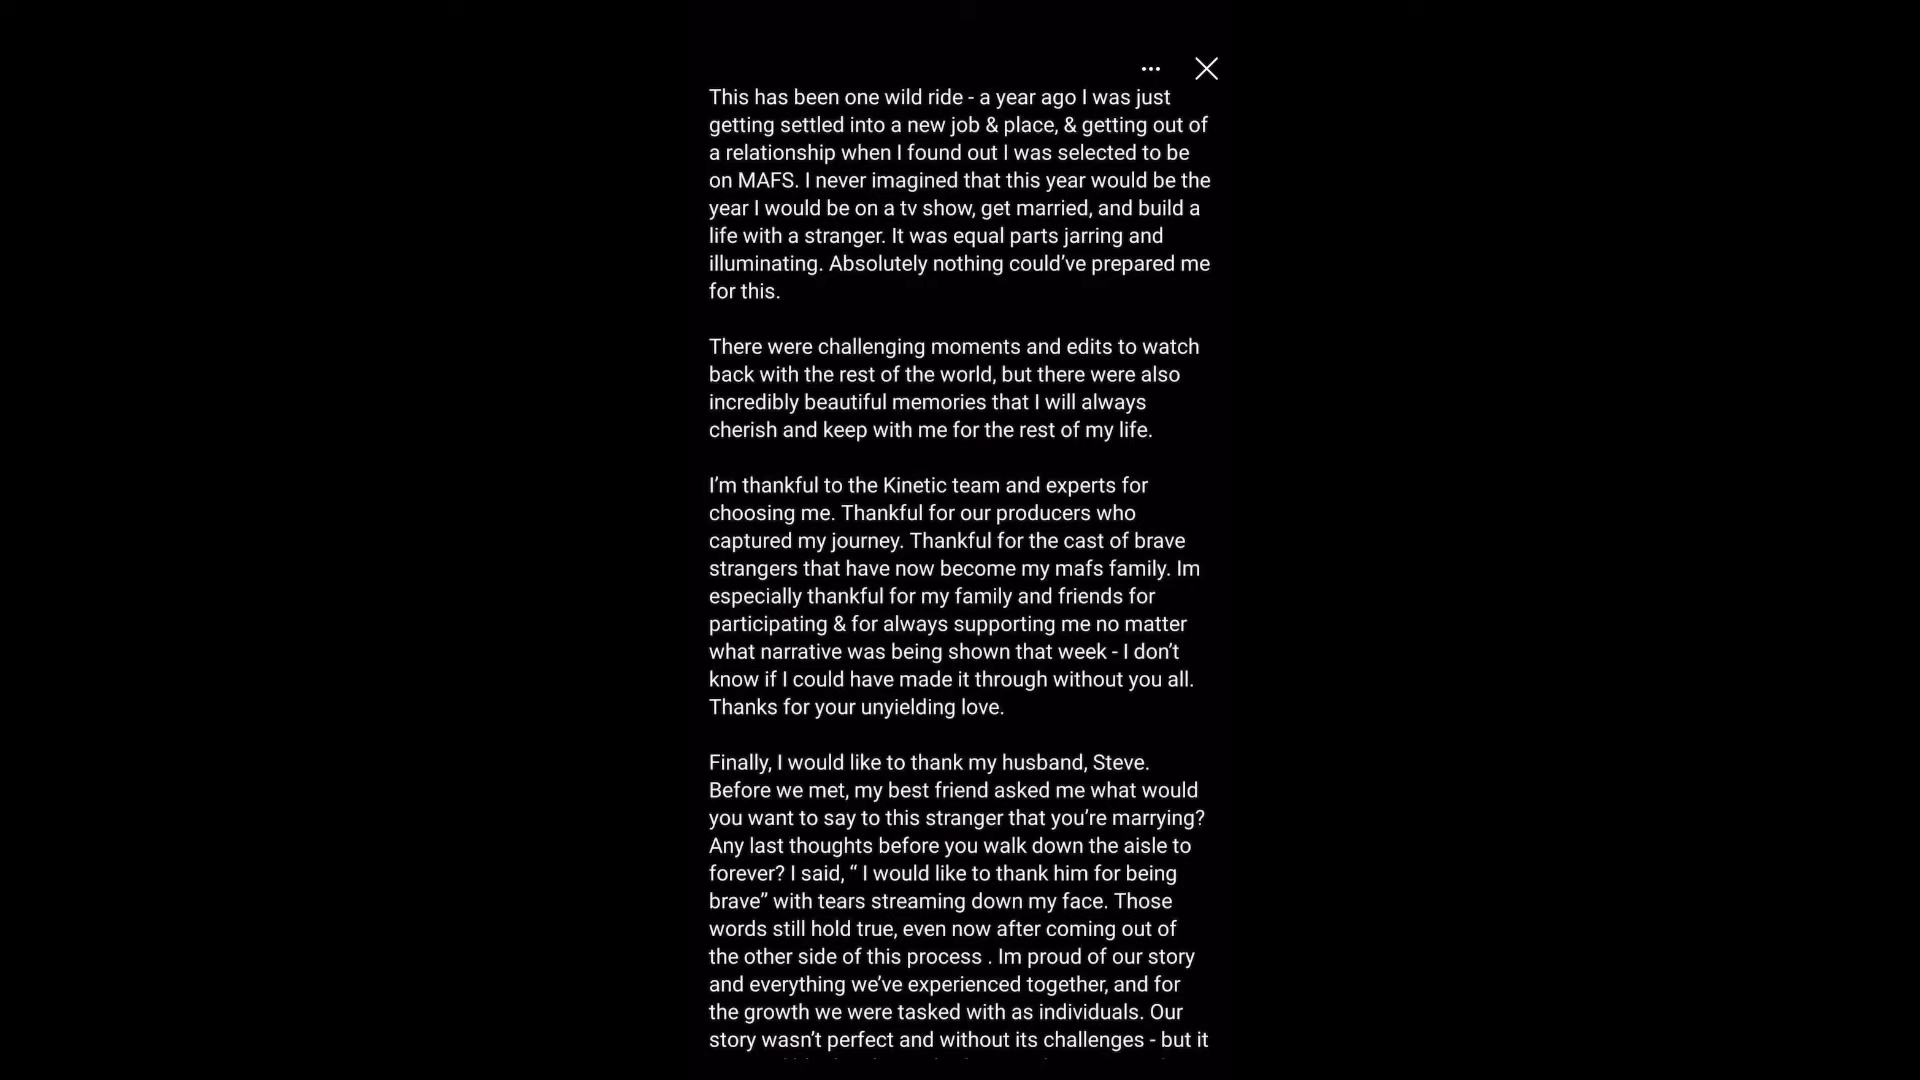 This has been one wild ride - a year ago I was just
getting settled into a new job & place, & getting out of
a relationship when I found out I was selected to be
on MAFS. I never imagined that this year would be the
year I would be on a tv show, get married, and build a
life with a stranger. It was equal parts jarring and
illuminating. Absolutely nothing could’ve prepared me
for this.
There were challenging moments and edits to watch
back with the rest of the world, but there were also
incredibly beautiful memories that I will always
cherish and keep with me for the rest of my life.
I’m thankful to the Kinetic team and experts for
choosing me. Thankful for our producers who
captured my journey. Thankful for the cast of brave
strangers that have now become my mafs family. Im
especially thankful for my family and friends for
participating & for always supporting me no matter
what narrative was being shown that week - I don’t
know if I could have made it through without you all.
Thanks for your unyielding love.
Finally, I would like to thank my husband, Steve.
Before we met, my best friend asked me what would
you want to say to this stranger that you’re marrying?
Any last thoughts before you walk down the aisle to
forever? I said, “ I would like to thank him for being
brave” with tears streaming down my face. Those
words still hold true, even now after coming out of
the other side of this process . Im proud of our story
and everything we’ve experienced together, and for
the growth we were tasked with as individuals. Our
story wasn’t perfect and without its challenges - but it